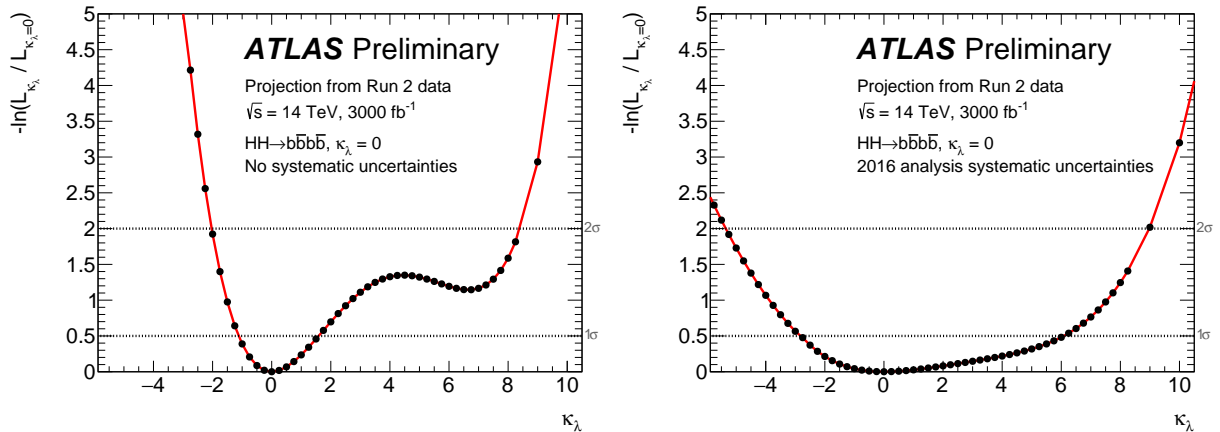 -ln(L_κλ / L_κλ=0)
5
4.5
4
3.5
3
2.5
2
1.5
1
0.5
0
ATLAS Preliminary
Projection from Run 2 data
√s = 14 TeV, 3000 fb⁻¹
HH→bb̄bb̄, κλ = 0
No systematic uncertainties
2σ
1σ
−4 −2 0 2 4 6 8 10
κλ
-ln(L_κλ / L_κλ=0)
5
4.5
4
3.5
3
2.5
2
1.5
1
0.5
0
ATLAS Preliminary
Projection from Run 2 data
√s = 14 TeV, 3000 fb⁻¹
HH→bb̄bb̄, κλ = 0
2016 analysis systematic uncertainties
2σ
1σ
−4 −2 0 2 4 6 8 10
κλ